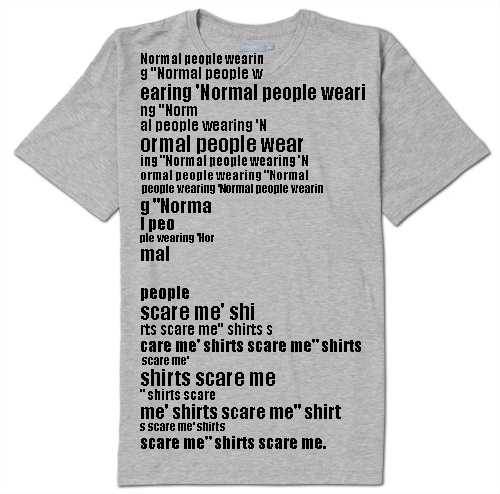 Normal people wearin
g "Normal people w
earing 'Normal people weari
ng "Norm
al people wearing 'N
ormal people wear
ing "Normal people wearing 'N
ormal people wearing "Normal
people wearing 'Normal people wearin
g "Norma
l peo
ple wearing 'Nor
mal
people
scare me' shi
rts scare me" shirts s
care me' shirts scare me" shirts
scare me'
shirts scare me
" shirts scare
me' shirts scare me" shirt
s scare me' shirts
scare me" shirts scare me.